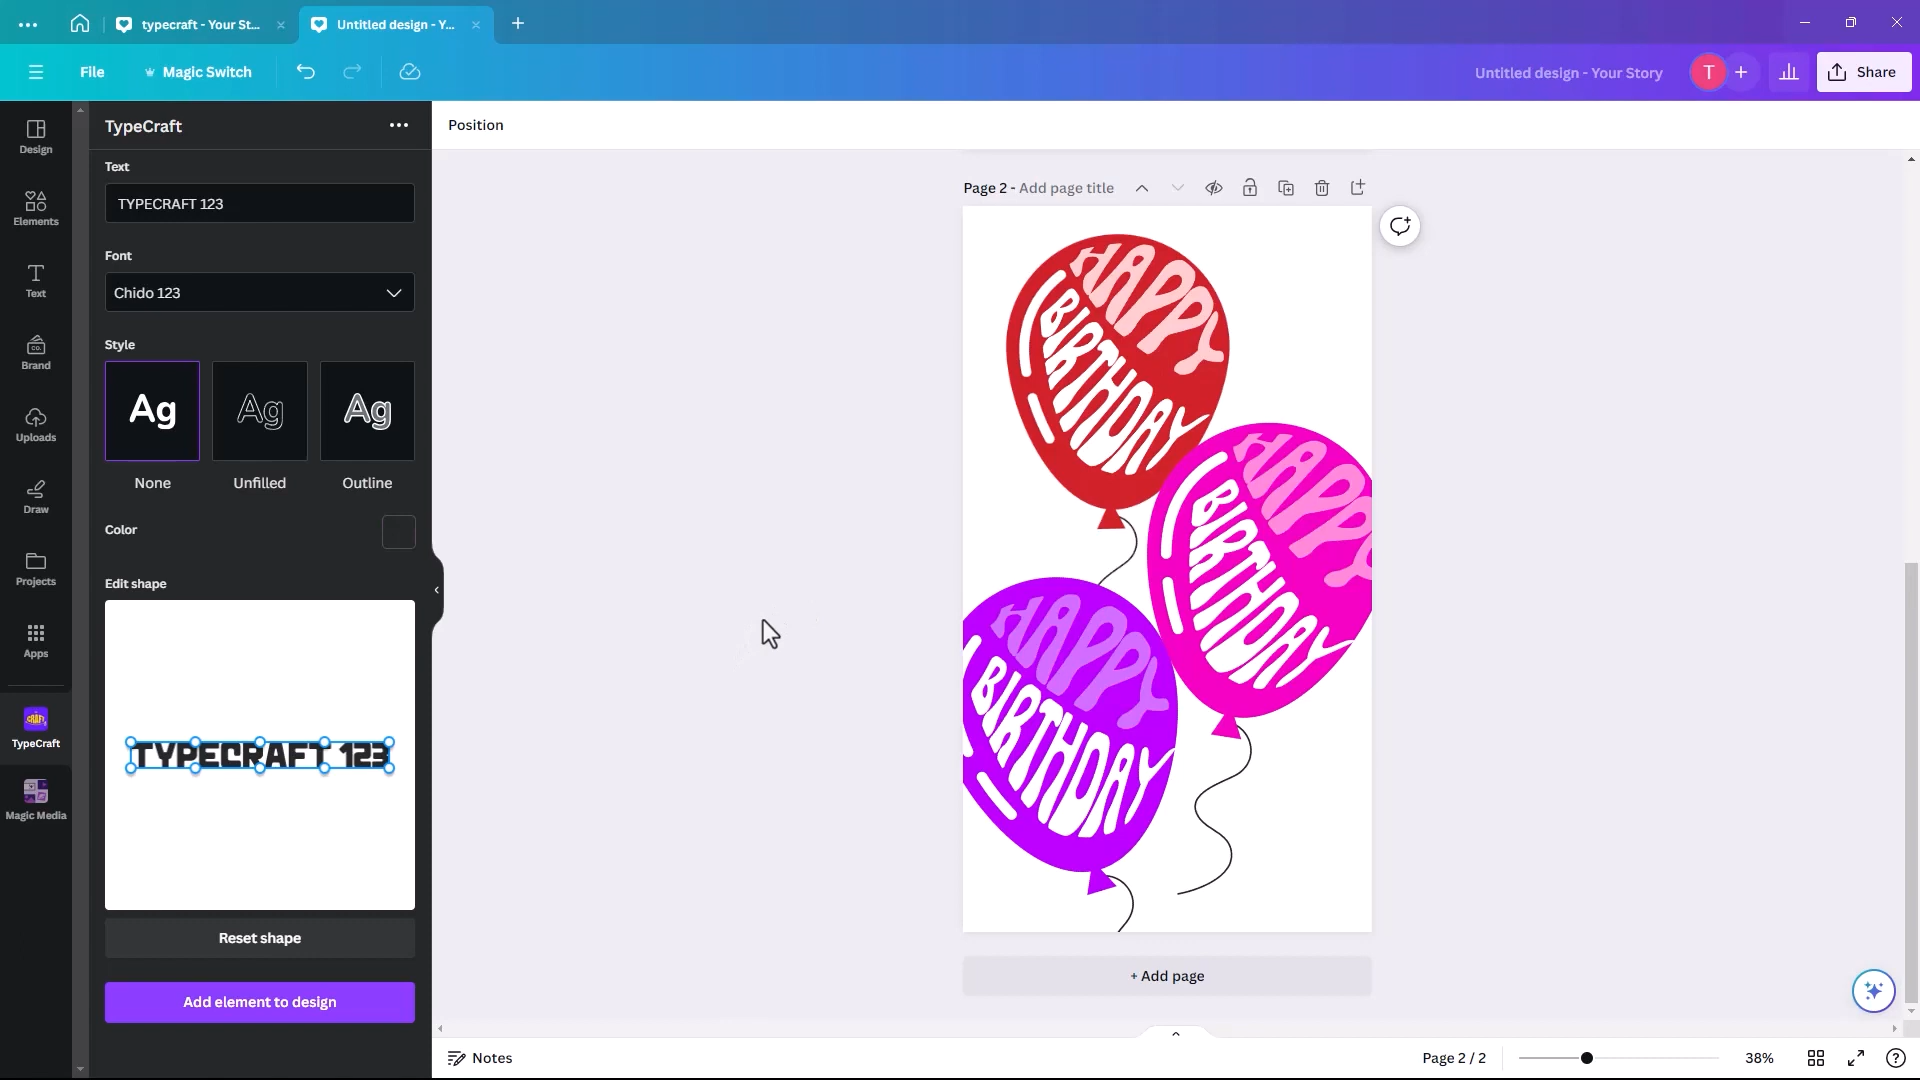 typecraft - Your St...
Untitled design - Y...
File
Magic Switch
Untitled design - Your Story
T
Share
Design
Elements
Text
Brand
Uploads
Draw
Projects
Apps
TypeCraft
Magic Media
TypeCraft
Text
TYPECRAFT 123
Font
Chido 123
Style
Ag
Ag
Ag
None
Unfilled
Outline
Color
Edit shape
TYPECRAFT 123
Reset shape
Add element to design
Position
Page 2 - Add page title
HAPPY
BIRTHDAY
HAPPY
BIRTHDAY
HAPPY
BIRTHDAY
+ Add page
Notes
Page 2 / 2
38%